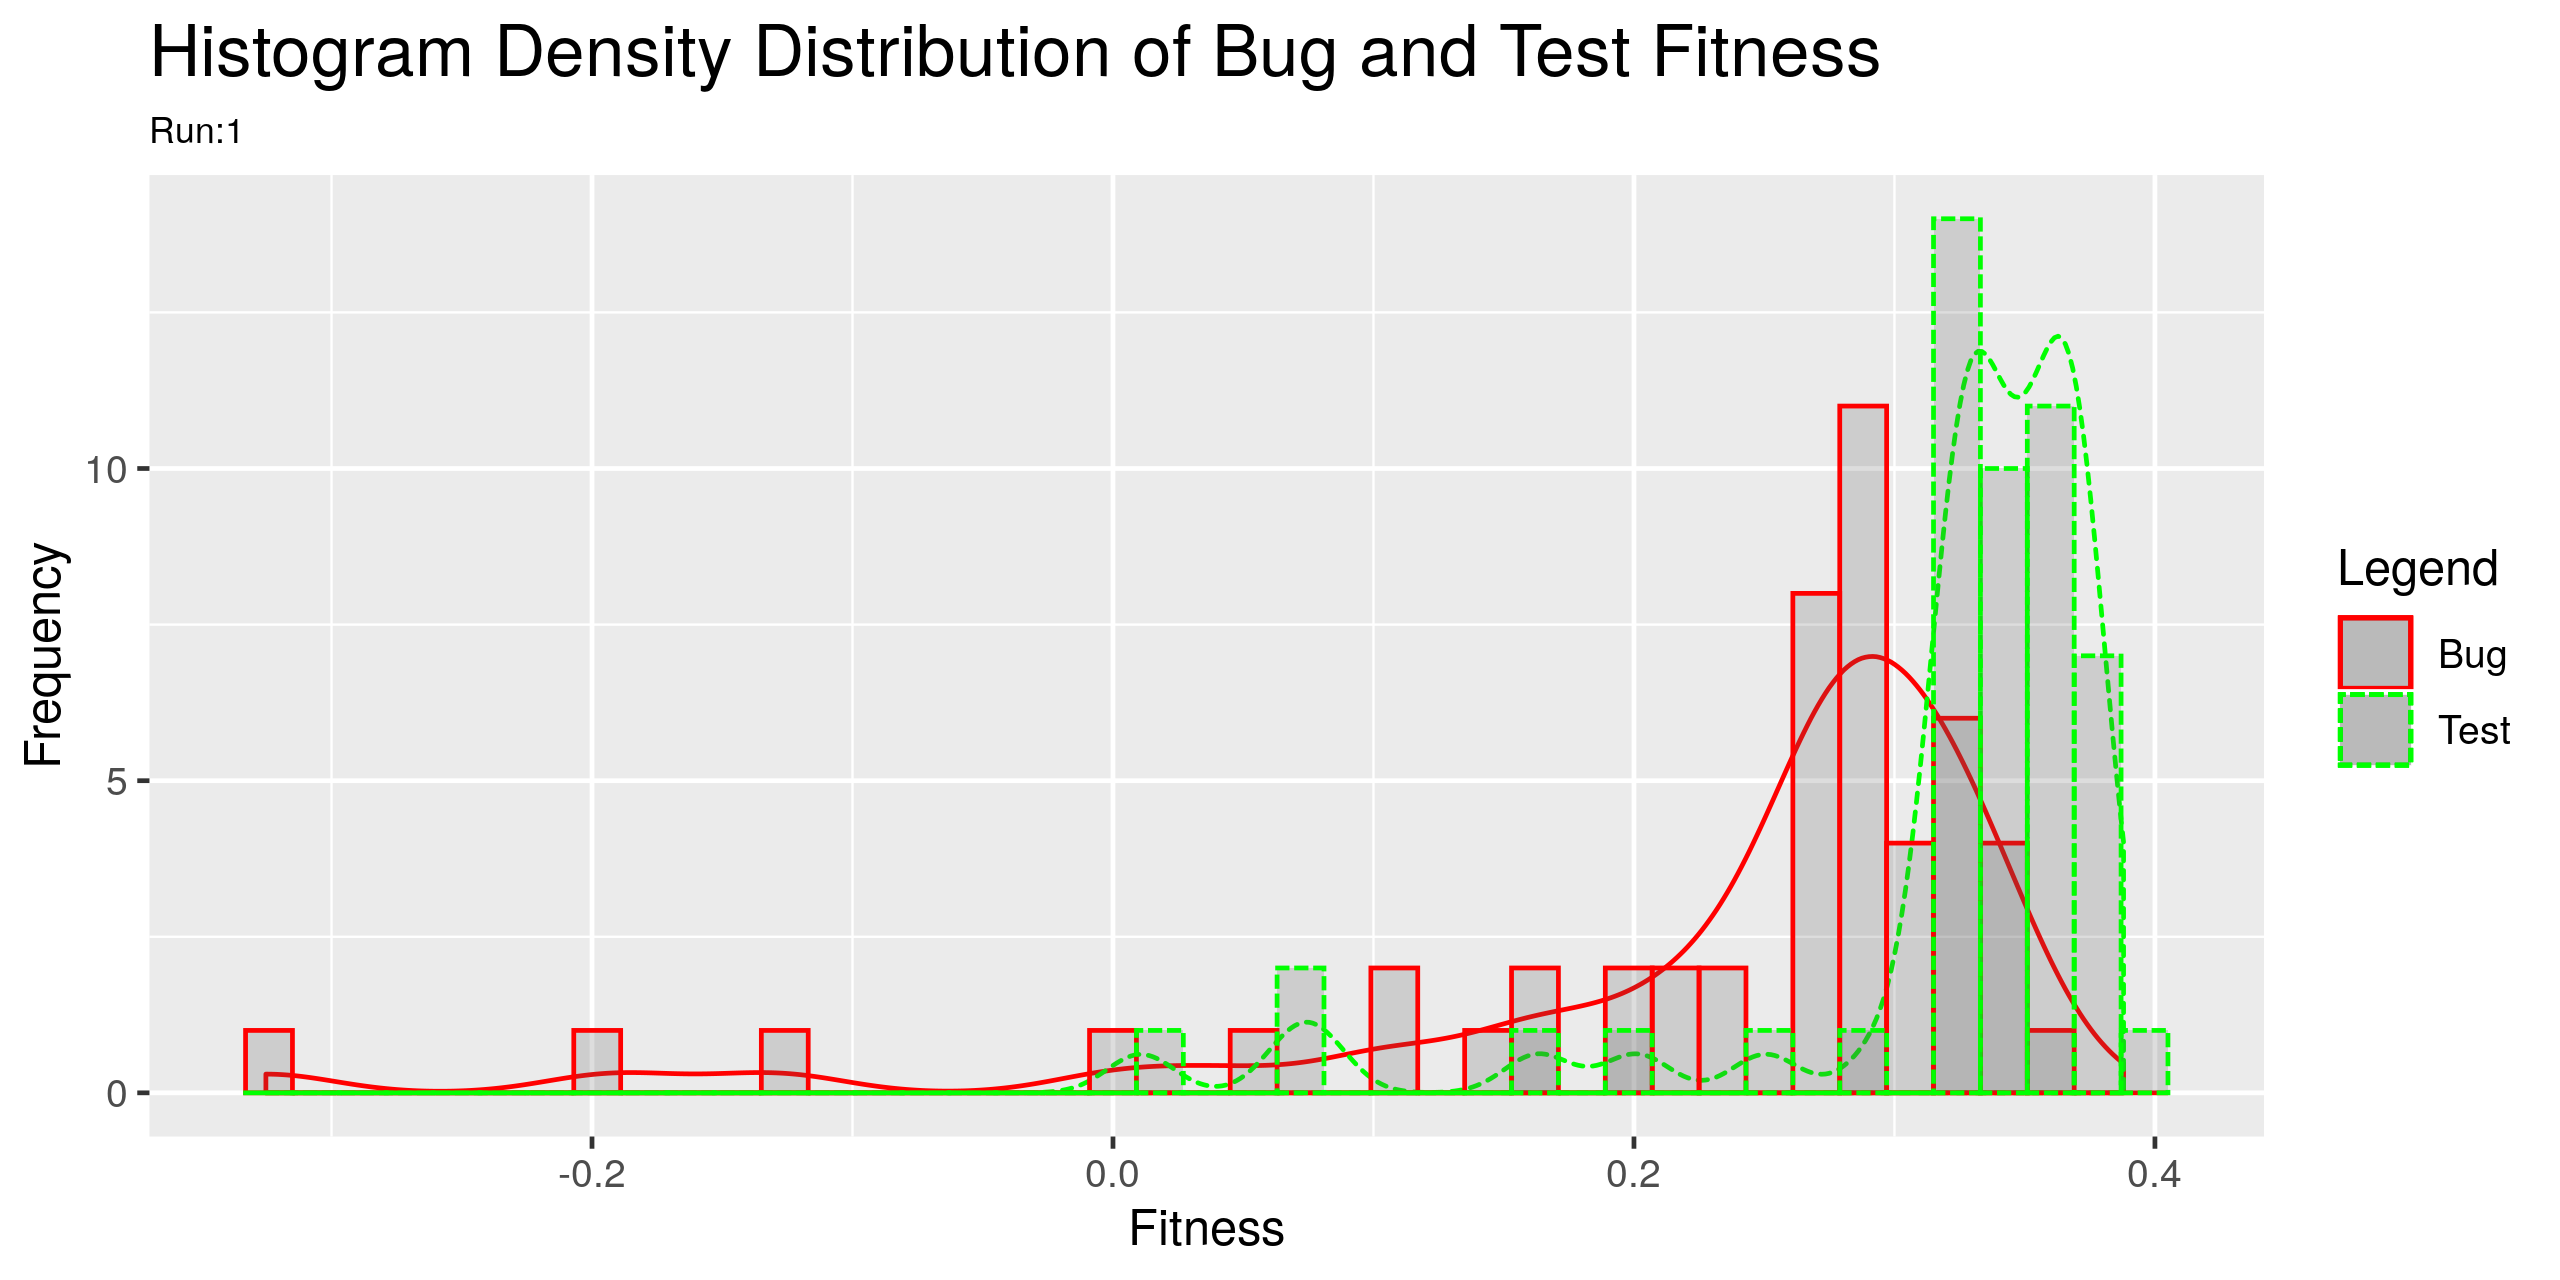 Histogram Density Distribution of Bug and Test Fitness
Run:1
Frequency
10
5
0
-0.2
0.0
0.2
0.4
Fitness
Legend
Bug
Test